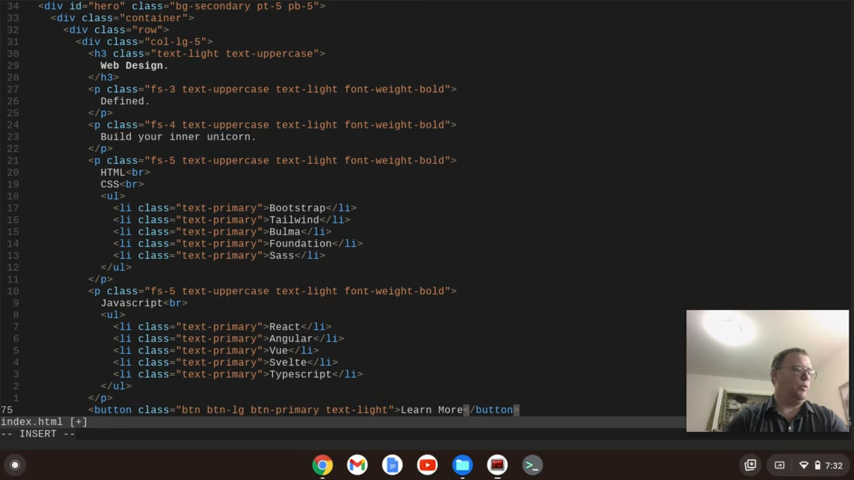 34 <div id="hero" class="bg-secondary pt-5 pb-5">
33 <div class="container">
32 <div class="row">
31 <div class="col-lg-5">
30 <h3 class="text-light text-uppercase">
29 Web Design.
28 </h3>
27 <p class="fs-3 text-uppercase text-light font-weight-bold">
26 Defined.
25 </p>
24 <p class="fs-4 text-uppercase text-light font-weight-bold">
23 Build your inner unicorn.
22 </p>
21 <p class="fs-5 text-uppercase text-light font-weight-bold">
20 HTML<br>
19 CSS<br>
18 <ul>
17 <li class="text-primary">Bootstrap</li>
16 <li class="text-primary">Tailwind</li>
15 <li class="text-primary">Bulma</li>
14 <li class="text-primary">Foundation</li>
13 <li class="text-primary">Sass</li>
12 </ul>
11 </p>
10 <p class="fs-5 text-uppercase text-light font-weight-bold">
9 Javascript<br>
8 <ul>
7 <li class="text-primary">React</li>
6 <li class="text-primary">Angular</li>
5 <li class="text-primary">Vue</li>
4 <li class="text-primary">Svelte</li>
3 <li class="text-primary">Typescript</li>
2 </ul>
1 </p>
75 <button class="btn btn-lg btn-primary text-light">Learn More</button>
index.html [+]
-- INSERT --
7:32